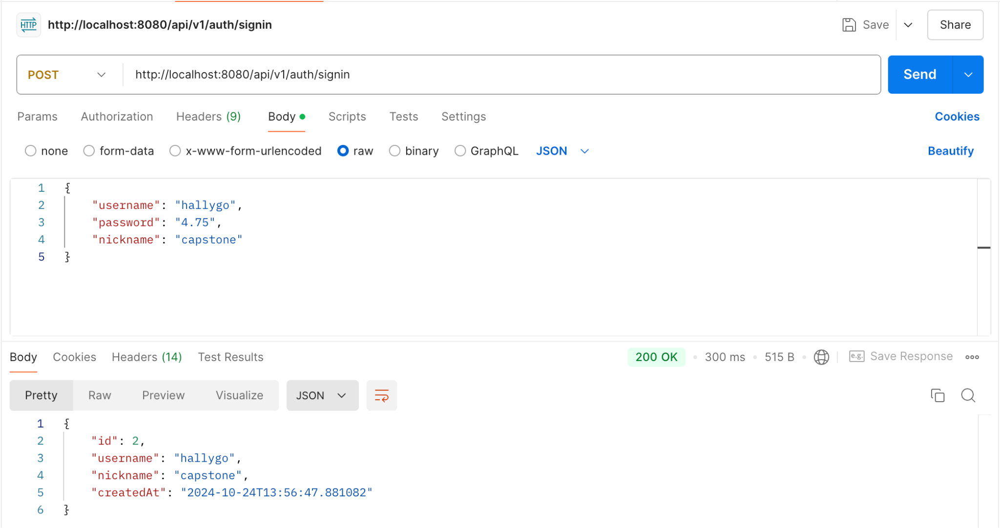 HTTP http://localhost:8080/api/v1/auth/signin Save Share
POST http://localhost:8080/api/v1/auth/signin Send
Params Authorization Headers (9) Body Scripts Tests Settings Cookies
none form-data x-www-form-urlencoded raw binary GraphQL JSON Beautify
1 {
2 "username": "hallygo",
3 "password": "4.75",
4 "nickname": "capstone"
5 }
Body Cookies Headers (14) Test Results 200 OK • 300 ms • 515 B • e.g. Save Response
Pretty Raw Preview Visualize JSON
1 {
2 "id": 2,
3 "username": "hallygo",
4 "nickname": "capstone",
5 "createdAt": "2024-10-24T13:56:47.881082"
6 }